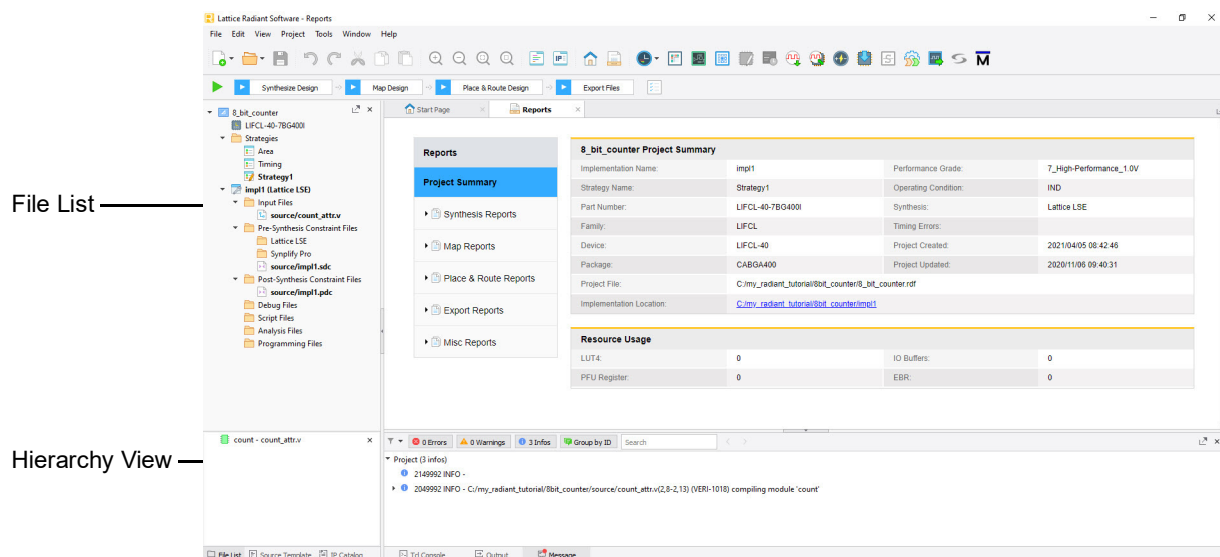 Lattice Radiant Software - Reports
File Edit View Project Tools Window Help
IP
Synthesize Design Map Design Place & Route Design Export Files
8_bit_counter
LIFCL-40-7BG400I
Strategies
Area
Timing
Strategy1
impl1 (Lattice LSE)
Input Files
source/count_attr.v
Pre-Synthesis Constraint Files
Lattice LSE
Synplify Pro
source/impl1.sdc
Post-Synthesis Constraint Files
source/impl1.pdc
Debug Files
Script Files
Analysis Files
Programming Files
File List
Start Page Reports
Reports
Project Summary
Synthesis Reports
Map Reports
Place & Route Reports
Export Reports
Misc Reports
8_bit_counter Project Summary
Implementation Name: impl1 Performance Grade: 7_High-Performance_1.0V
Strategy Name: Strategy1 Operating Condition: IND
Part Number: LIFCL-40-7BG400I Synthesis: Lattice LSE
Family: LIFCL Timing Errors:
Device: LIFCL-40 Project Created: 2021/04/05 08:42:46
Package: CABGA400 Project Updated: 2020/11/06 09:40:31
Project File: C:/my_radiant_tutorial/8bit_counter/8_bit_counter.rdf
Implementation Location: C:/my_radiant_tutorial/8bit_counter/impl1
Resource Usage
LUT4: 0 IO Buffers: 0
PFU Register: 0 EBR: 0
count - count_attr.v
Hierarchy View
0 Errors 0 Warnings 3 Infos Group by ID Search
Project (3 infos)
2149992 INFO -
2049992 INFO - C:/my_radiant_tutorial/8bit_counter/source/count_attr.v(2,8-2,13) (VERI-1018) compiling module 'count'
File List Source Template IP Catalog
Tcl Console Output Message